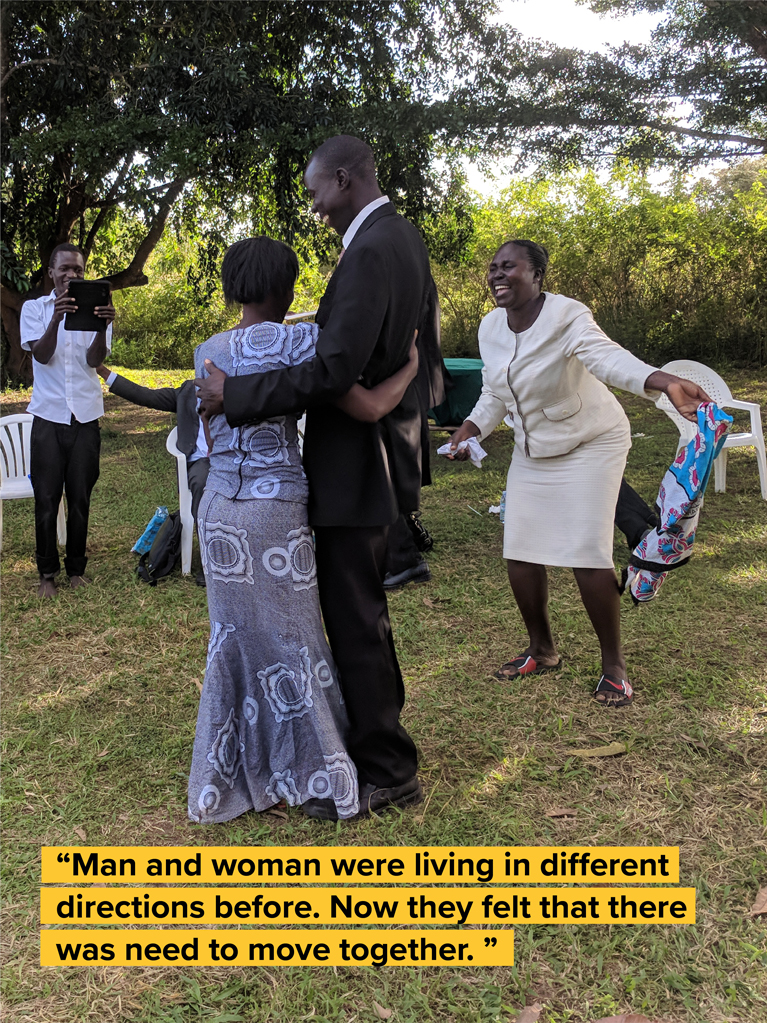 “Man and woman were living in different
directions before. Now they felt that there
was need to move together. ”